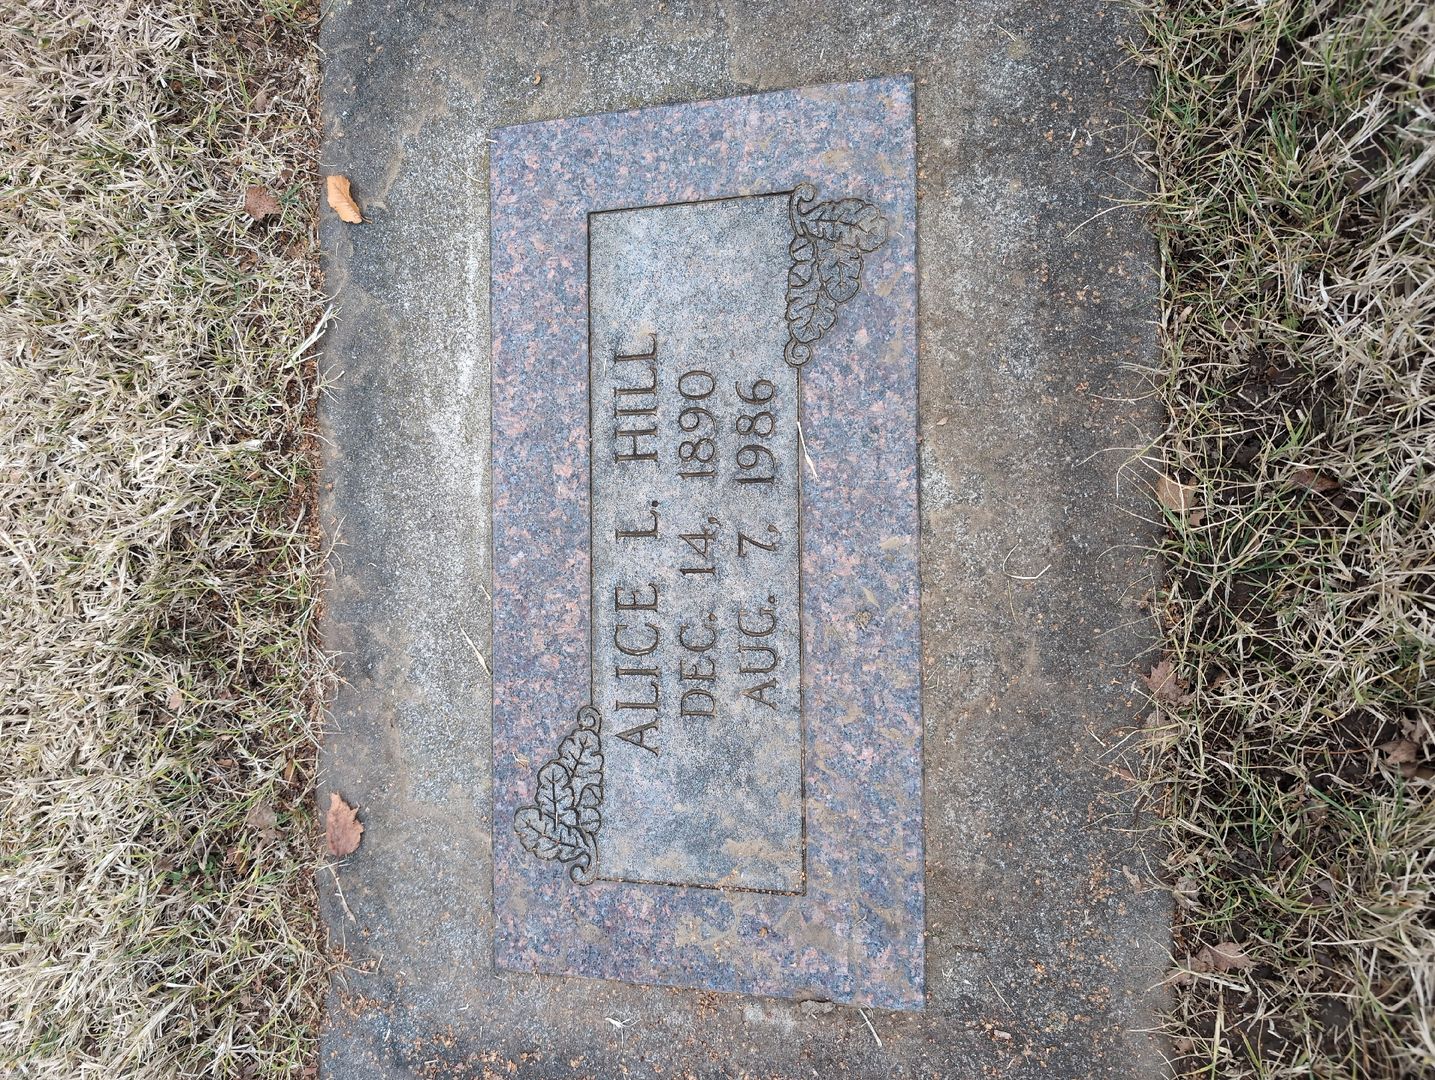 ALICE L. HILL
DEC. 14, 1890
AUG. 7, 1986